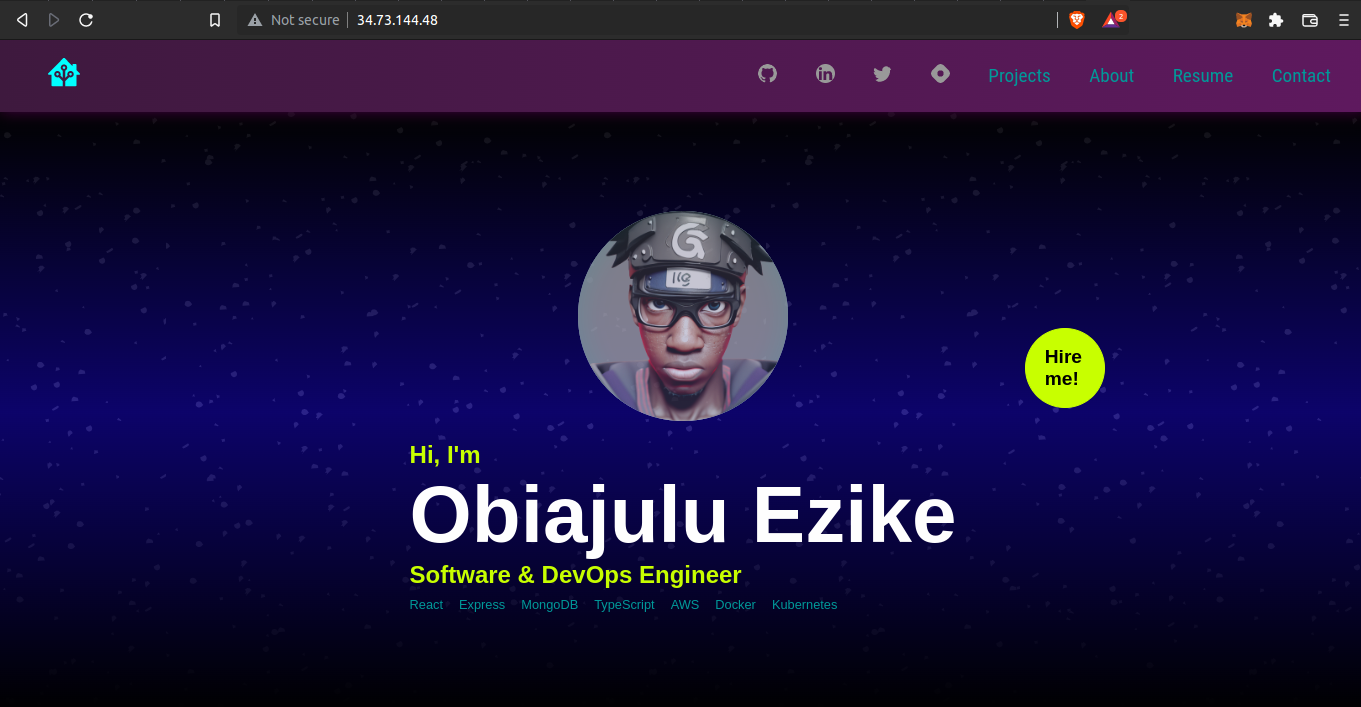 Not secure 34.73.144.48 2
Projects About Resume Contact
Hire
me!
Hi, I'm
Obiajulu Ezike
Software & DevOps Engineer
React Express MongoDB TypeScript AWS Docker Kubernetes